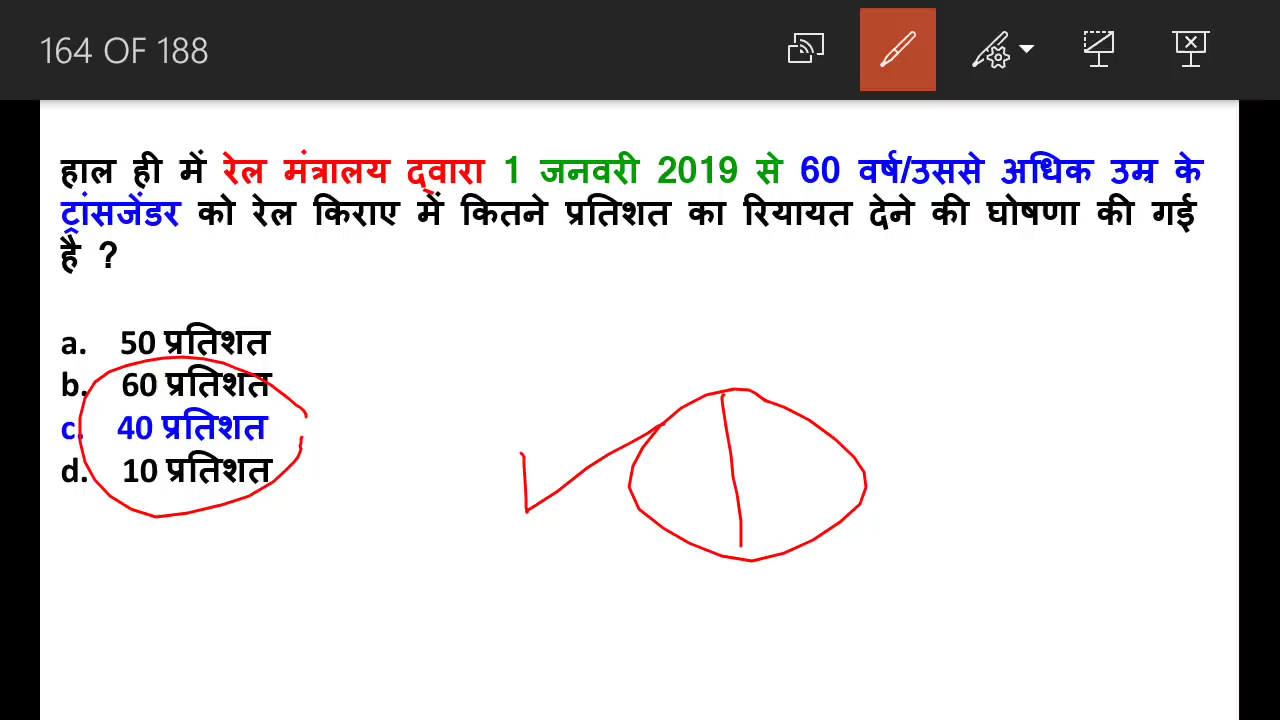 164 OF 188
हाल ही में रेल मंत्रालय द्वारा 1 जनवरी 2019 से 60 वर्ष/उससे अधिक उम्र के
ट्रांसजेंडर को रेल किराए में कितने प्रतिशत का रियायत देने की घोषणा की गई
है ?
a. 50 प्रतिशत
b. 60 प्रतिशत
c. 40 प्रतिशत
d. 10 प्रतिशत